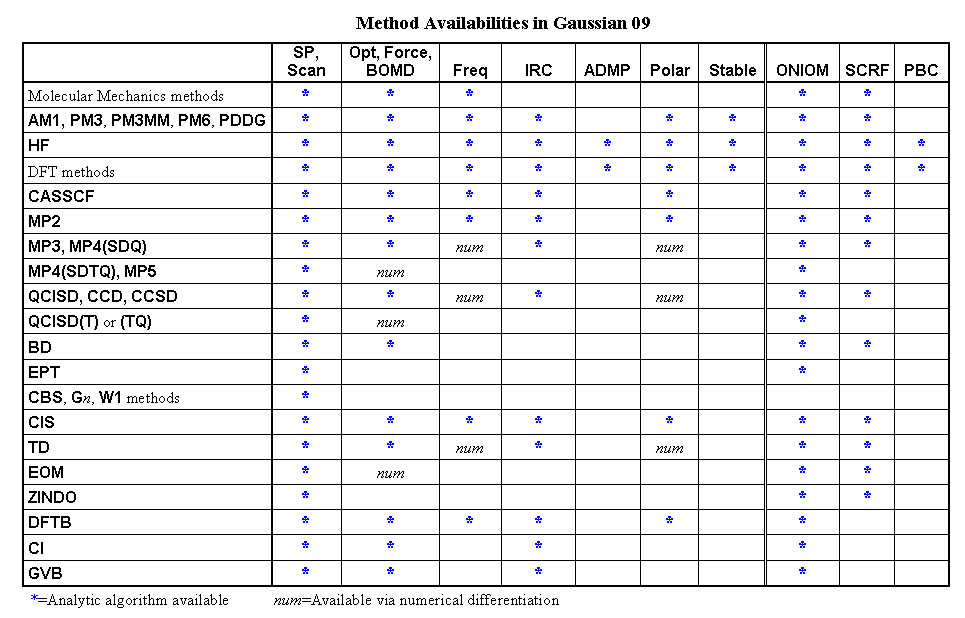 Method Availabilities in Gaussian 09
SP, Scan Opt, Force, BOMD Freq IRC ADMP Polar Stable ONIOM SCRF PBC
Molecular Mechanics methods * * * * *
AM1, PM3, PM3MM, PM6, PDDG * * * * * * * *
HF * * * * * * * * * *
DFT methods * * * * * * * * * *
CASSCF * * * * * * *
MP2 * * * * * * *
MP3, MP4(SDQ) * * num * num * *
MP4(SDTQ), MP5 * num *
QCISD, CCD, CCSD * * num * num * *
QCISD(T) or (TQ) * num *
BD * * * *
EPT * *
CBS, Gn, W1 methods *
CIS * * * * * * *
TD * * num * num * *
EOM * num * *
ZINDO * * *
DFTB * * * * * *
CI * * * *
GVB * * * *
*=Analytic algorithm available num=Available via numerical differentiation